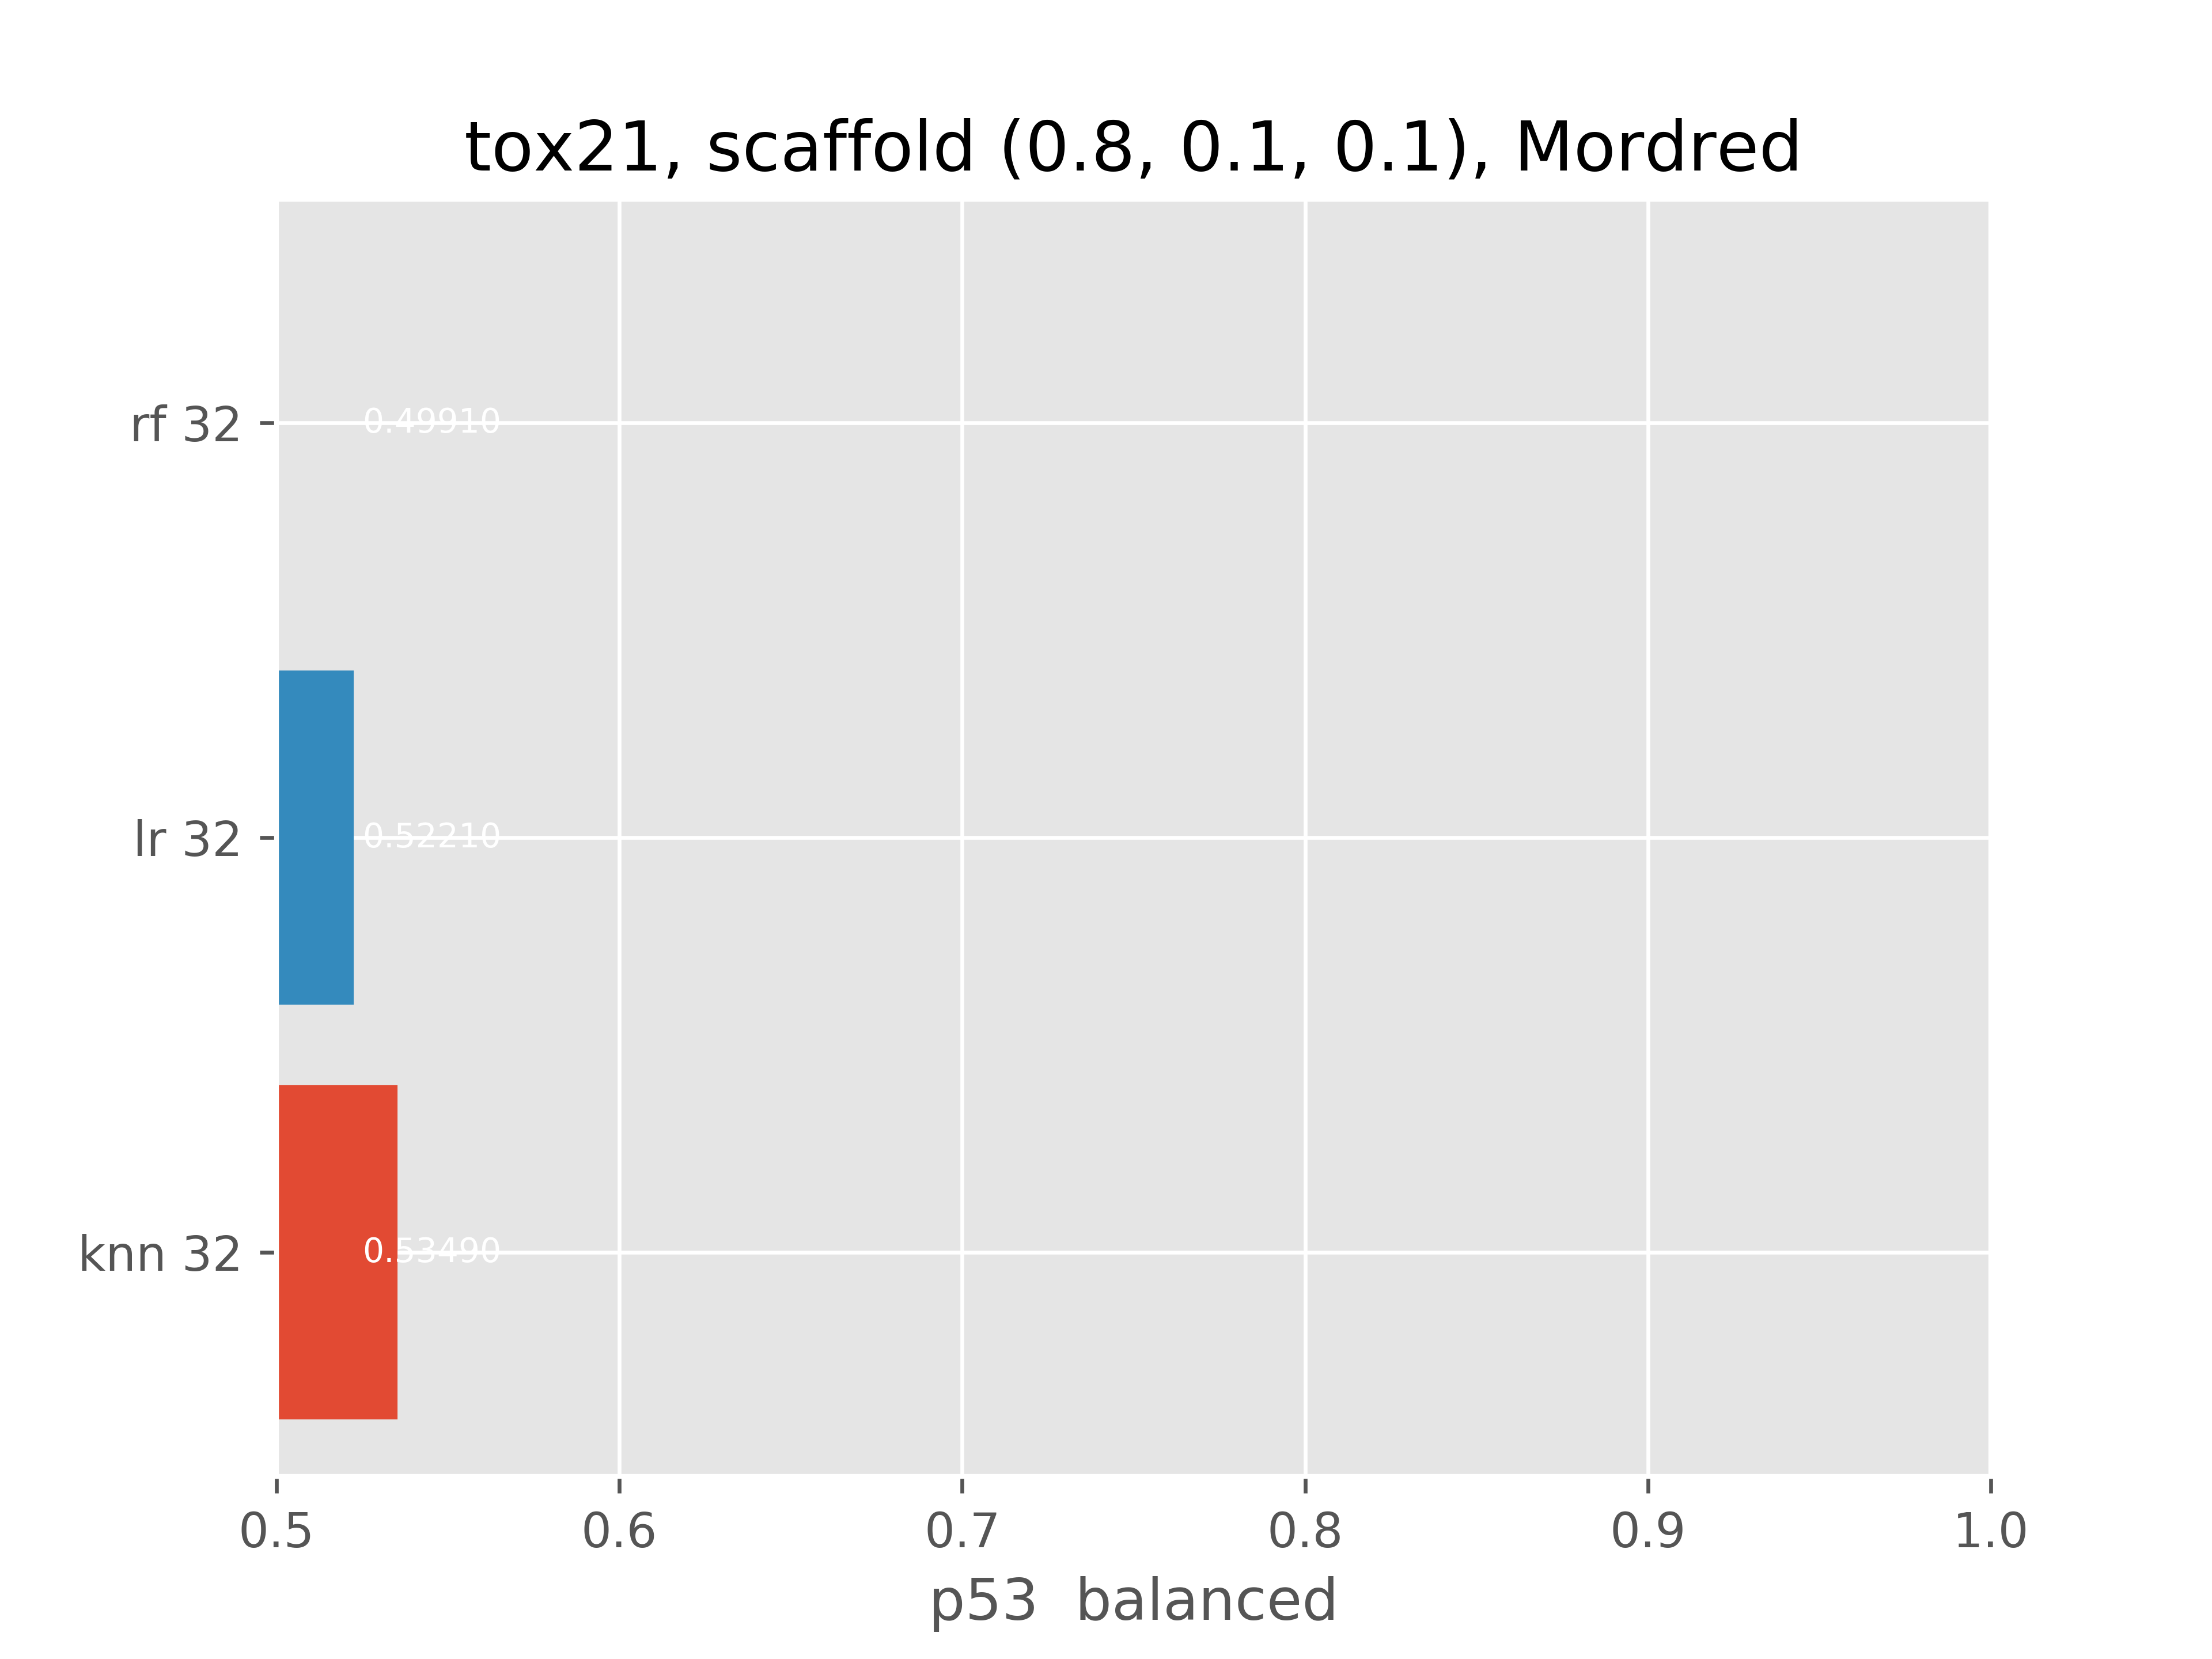 tox21, scaffold (0.8, 0.1, 0.1), Mordred
rf 32
0.49910
lr 32
0.52210
knn 32
0.53490
0.5 0.6 0.7 0.8 0.9 1.0
p53 balanced